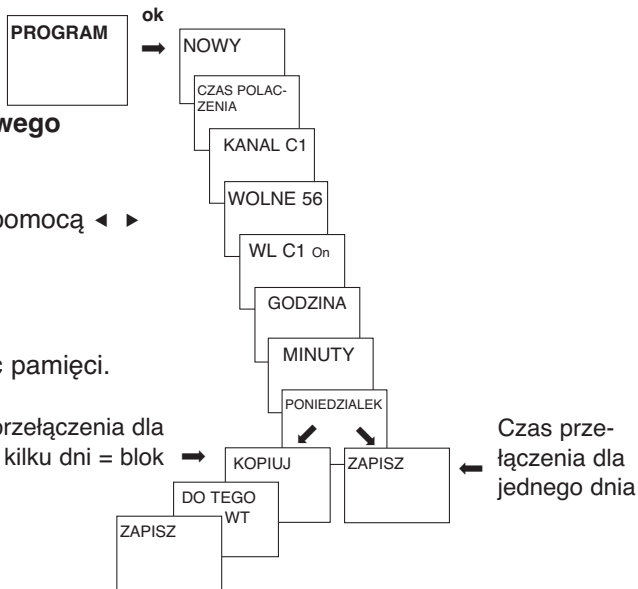 ok
PROGRAM
NOWY
CZAS POLAC-
ZENIA
wego
KANAL C1
WOLNE 56
pomocą ◄ ►
WL C1 On
GODZINA
MINUTY
ć pamięci.
PONIEDZIALEK
przełączenia dla
kilku dni = blok
KOPIUJ
ZAPISZ
Czas prze-
łączenia dla
jednego dnia
DO TEGO
WT
ZAPISZ